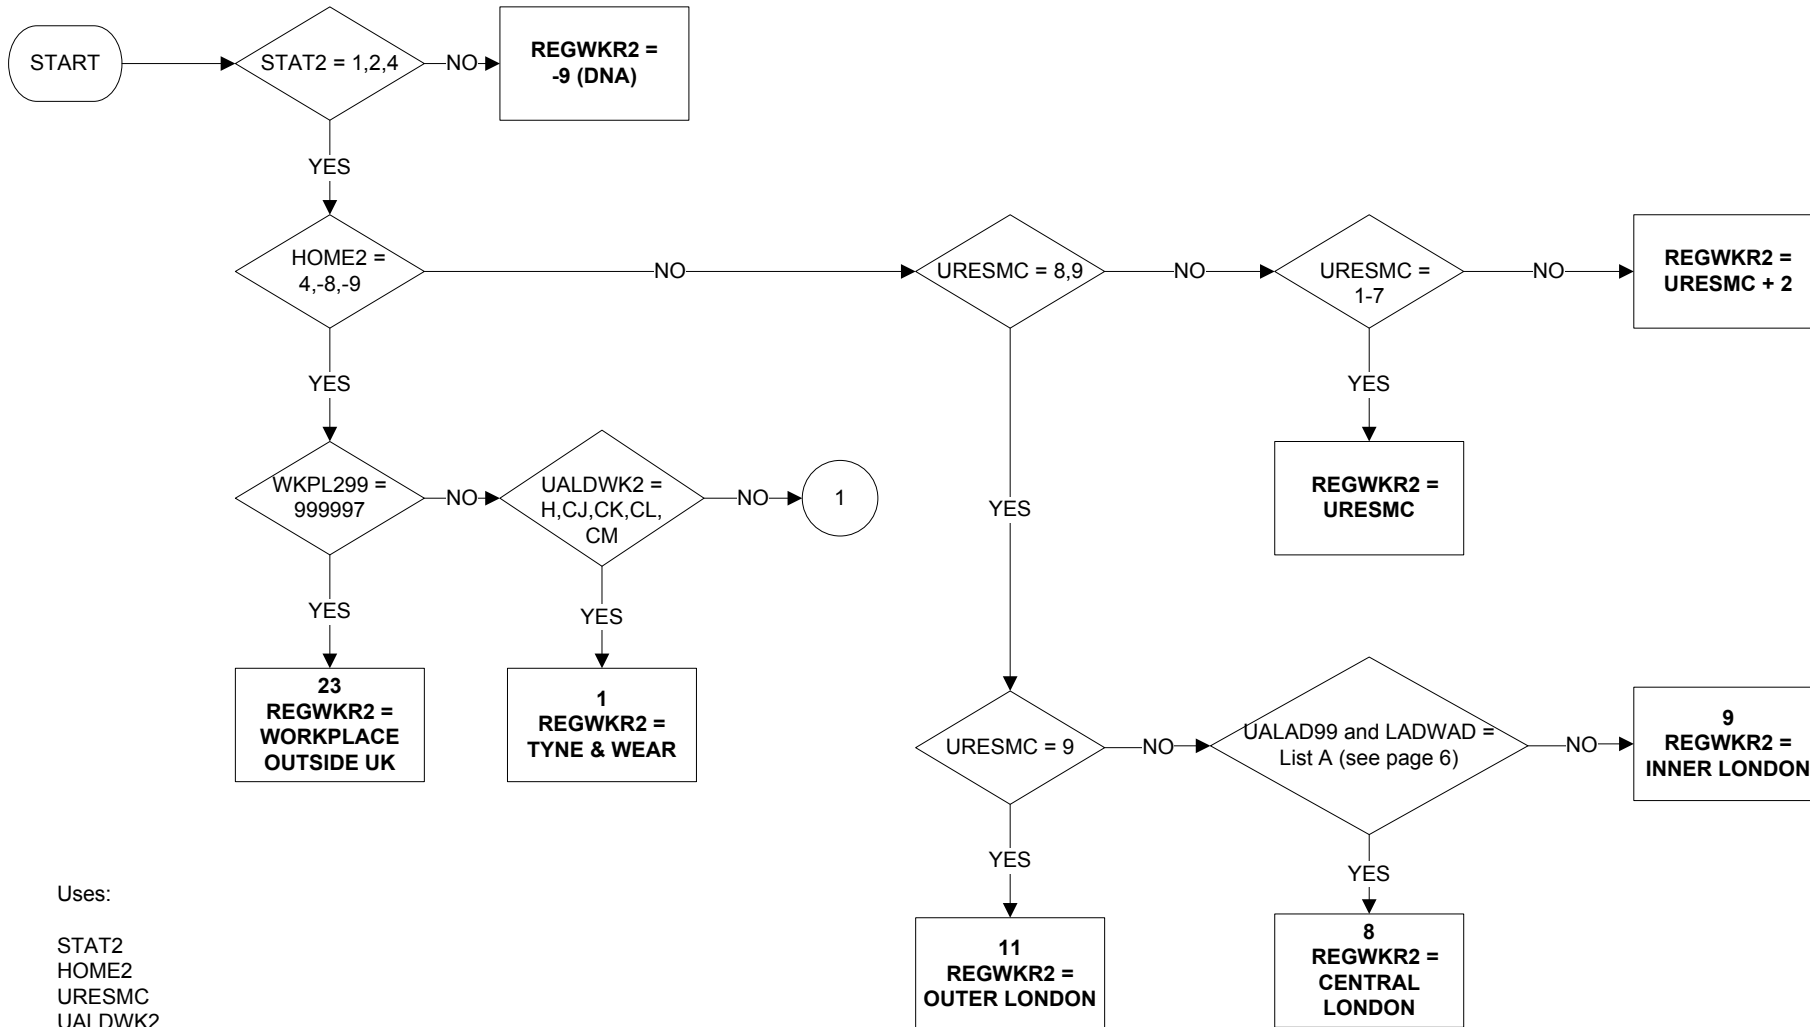 START
STAT2 = 1,2,4
NO
REGWKR2 =
-9 (DNA)
YES
HOME2 =
4,-8,-9
NO
URESMC = 8,9
NO
URESMC =
1-7
NO
REGWKR2 =
URESMC + 2
YES
YES
REGWKR2 =
URESMC
WKPL299 =
999997
NO
UALDWK2 =
H,CJ,CK,CL,
CM
NO
1
YES
YES
YES
23
REGWKR2 =
WORKPLACE
OUTSIDE UK
1
REGWKR2 =
TYNE & WEAR
URESMC = 9
NO
UALAD99 and LADWAD =
List A (see page 6)
NO
9
REGWKR2 =
INNER LONDON
YES
YES
11
REGWKR2 =
OUTER LONDON
8
REGWKR2 =
CENTRAL
LONDON
Uses:
STAT2
HOME2
URESMC
UALDWK2